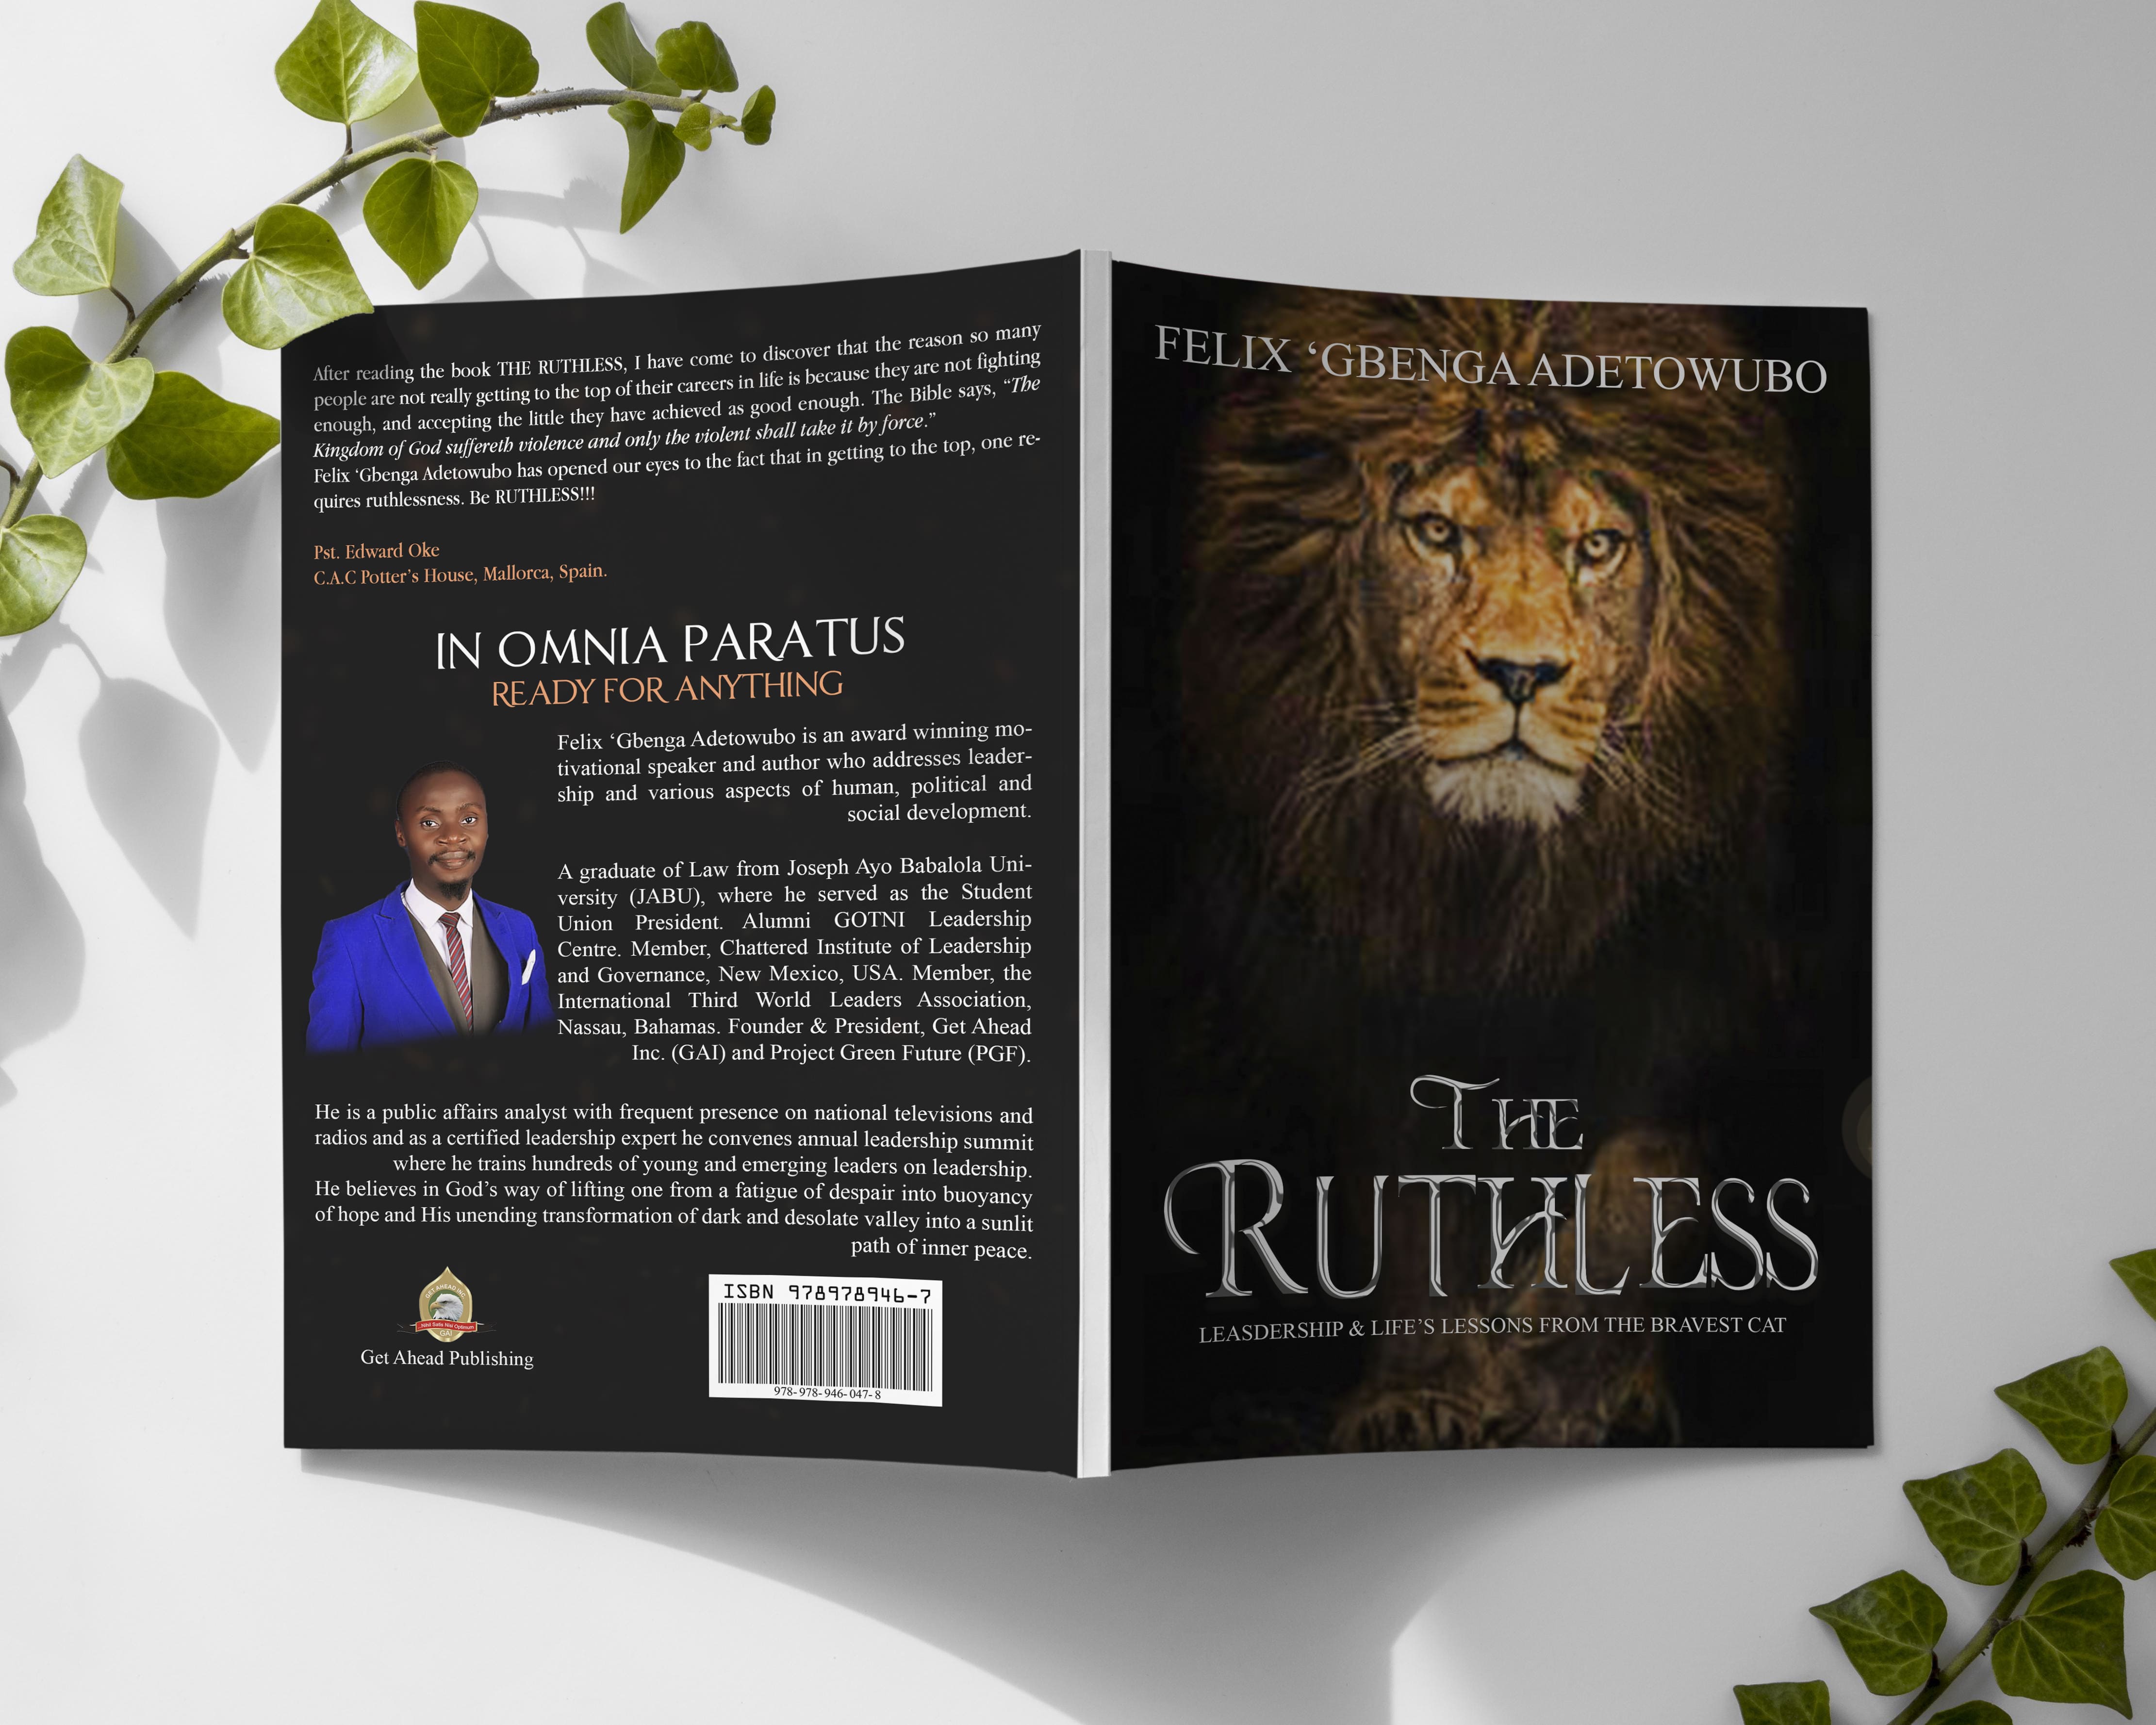 After reading the book THE RUTHLESS, I have come to discover that the reason so many
people are not really getting to the top of their careers in life is because they are not fighting
enough, and accepting the little they have achieved as good enough. The Bible says, “The
Kingdom of God suffereth violence and only the violent shall take it by force.”
Felix ‘Gbenga Adetowubo has opened our eyes to the fact that in getting to the top, one re-
quires ruthlessness. Be RUTHLESS!!!
Pst. Edward Oke
C.A.C Potter’s House, Mallorca, Spain.
IN OMNIA PARATUS
READY FOR ANYTHING
Felix ‘Gbenga Adetowubo is an award winning mo-
tivational speaker and author who addresses leader-
ship and various aspects of human, political and
social development.
A graduate of Law from Joseph Ayo Babalola Uni-
versity (JABU), where he served as the Student
Union President. Alumni GOTNI Leadership
Centre. Member, Chattered Institute of Leadership
and Governance, New Mexico, USA. Member, the
International Third World Leaders Association,
Nassau, Bahamas. Founder & President, Get Ahead
Inc. (GAI) and Project Green Future (PGF).
He is a public affairs analyst with frequent presence on national televisions and
radios and as a certified leadership expert he convenes annual leadership summit
where he trains hundreds of young and emerging leaders on leadership.
He believes in God’s way of lifting one from a fatigue of despair into buoyancy
of hope and His unending transformation of dark and desolate valley into a sunlit
path of inner peace.
GET AHEAD INC
Nihil Satis Nisi Optimum
GAI
Get Ahead Publishing
ISBN 978978946-7
978-978-946-047-8
FELIX ‘GBENGA ADETOWUBO
THE
RUTHLESS
LEASDERSHIP & LIFE’S LESSONS FROM THE BRAVEST CAT